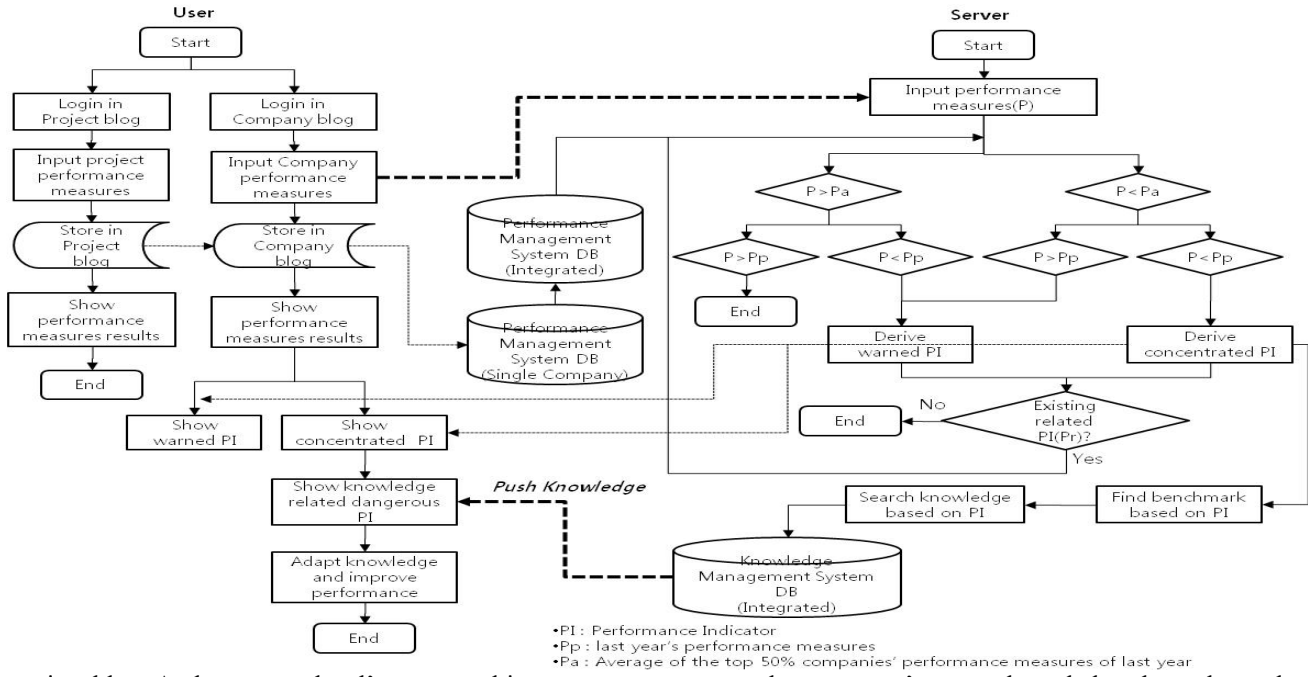 User
Server
Start
Start
Login in
Project blog
Login in
Company blog
Input performance
measures(P)
Input project
performance
measures
Input Company
performance
measures
P>Pa
P<Pa
Store in
Project
blog
Store in
Company
blog
Performance
Management
System DB
(Integrated)
P>Pp
P<Pp
P>Pp
P<Pp
Show
performance
measures results
Show
performance
measures results
End
Performance
Management
System DB
(Single Company)
Derive
warned PI
Derive
concentrated PI
End
Show
warned PI
Show
concentrated PI
End
No
Existing
related
PI(Pr)?
Yes
Show knowledge
related dangerous
PI
Push Knowledge
Search knowledge
based on PI
Find benchmark
based on PI
Adapt knowledge
and improve
performance
Knowledge
Management System
DB
(Integrated)
End
•PI : Performance Indicator
•Pp : last year's performance measures
•Pa : Average of the top 50% companies' performance measures of last year